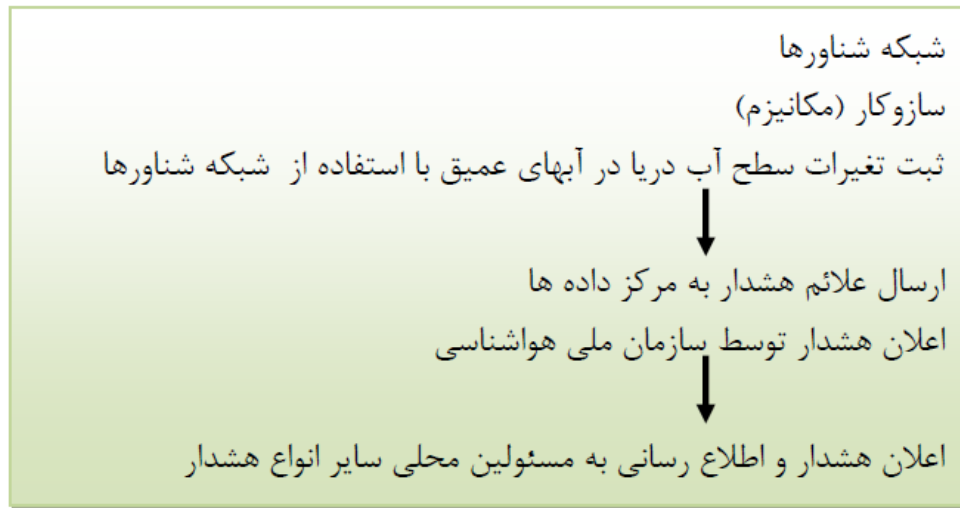 شبکه شناورها
سازوکار (مکانیزم)
ثبت تغیرات سطح آب دریا در آبهای عمیق با استفاده از شبکه شناورها
ارسال علائم هشدار به مرکز داده ها
اعلان هشدار توسط سازمان ملی هواشناسی
اعلان هشدار و اطلاع رسانی به مسئولین محلی سایر انواع هشدار